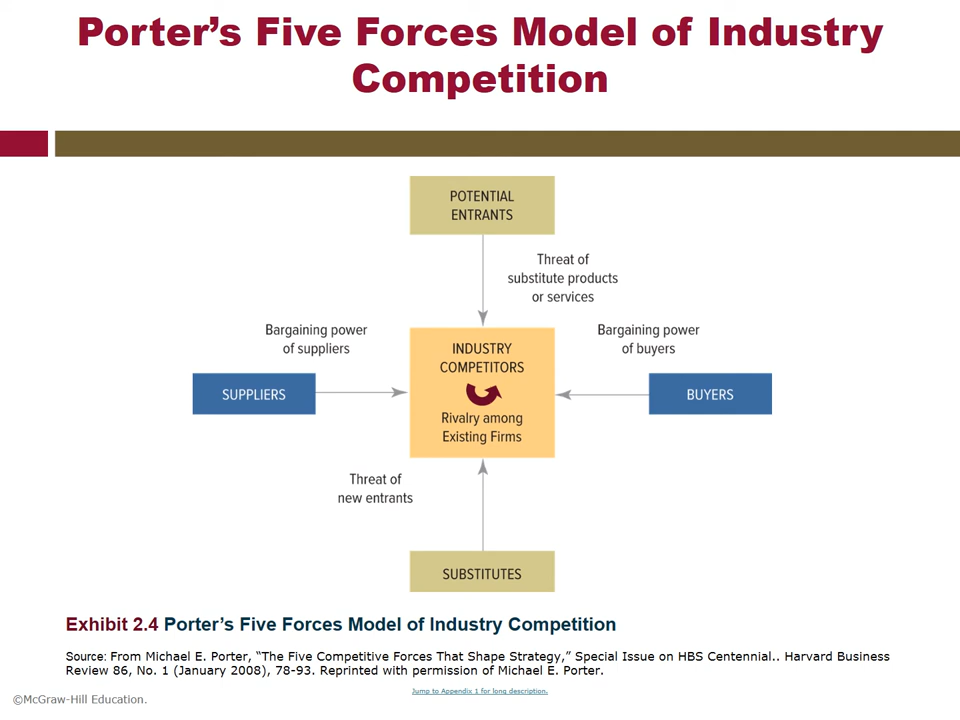 Porter’s Five Forces Model of Industry
Competition
POTENTIAL
ENTRANTS
Threat of
substitute products
or services
Bargaining power
of suppliers
Bargaining power
of buyers
INDUSTRY
COMPETITORS
SUPPLIERS
BUYERS
Rivalry among
Existing Firms
Threat of
new entrants
SUBSTITUTES
Exhibit 2.4 Porter’s Five Forces Model of Industry Competition
Source: From Michael E. Porter, “The Five Competitive Forces That Shape Strategy,” Special Issue on HBS Centennial.. Harvard Business
Review 86, No. 1 (January 2008), 78-93. Reprinted with permission of Michael E. Porter.
Jump to Appendix 1 for long description.
©McGraw-Hill Education.